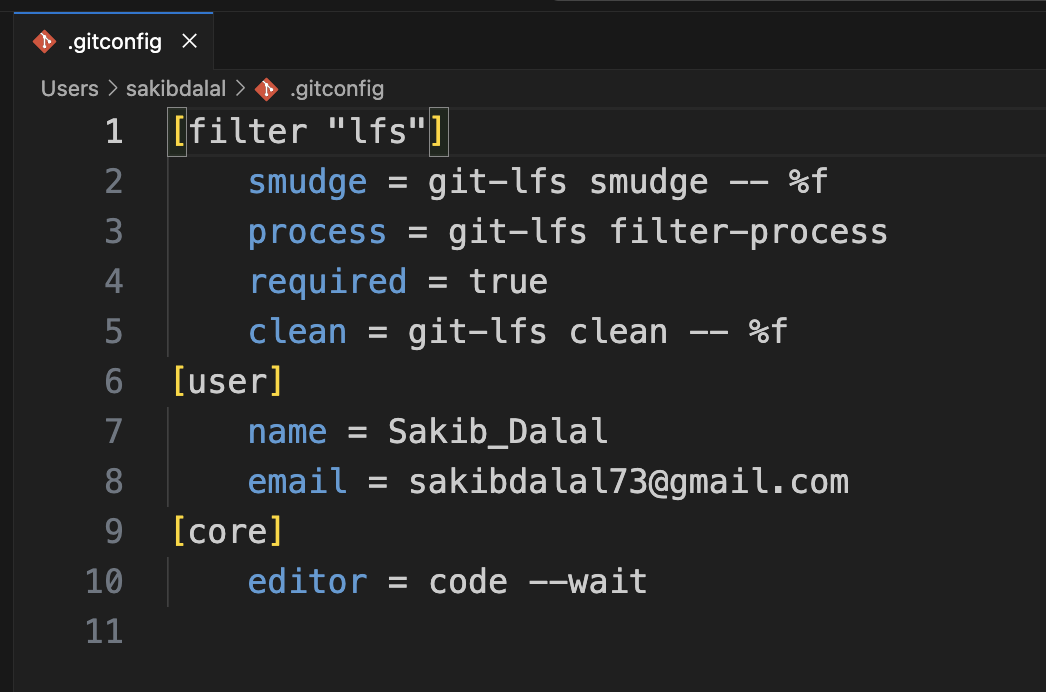 .gitconfig
Users > sakibdalal > .gitconfig
1 [filter "lfs"]
2 smudge = git-lfs smudge -- %f
3 process = git-lfs filter-process
4 required = true
5 clean = git-lfs clean -- %f
6 [user]
7 name = Sakib_Dalal
8 email = sakibdalal73@gmail.com
9 [core]
10 editor = code --wait
11